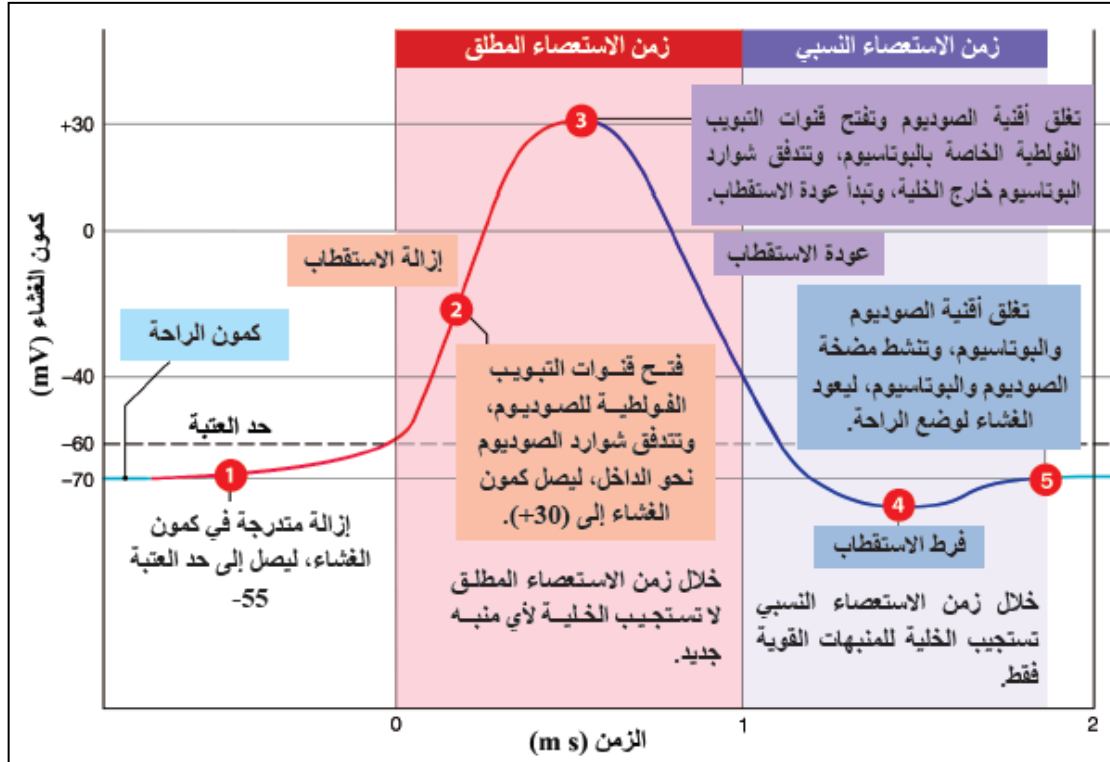 زمن الاستعصاء المطلق
زمن الاستعصاء النسبي
كمون الغشاء (mV)
+30
0
−40
−60
−70
3
تغلق أقنية الصوديوم وتفتح قنوات التبويب
الفولطية الخاصة بالبوتاسيوم، وتتدفق شوارد
البوتاسيوم خارج الخلية، وتبدأ عودة الاستقطاب.
إزالة الاستقطاب
عودة الاستقطاب
2
كمون الراحة
فتح قنوات التبويب
الفولطية للصوديوم،
وتتدفق شوارد الصوديوم
نحو الداخل، ليصل كمون
الغشاء إلى (30+).
تغلق أقنية الصوديوم
والبوتاسيوم، وتنشط مضخة
الصوديوم والبوتاسيوم، ليعود
الغشاء لوضع الراحة.
حد العتبة
1
5
4
إزالة متدرجة في كمون
الغشاء، ليصل إلى حد العتبة
-55
فرط الاستقطاب
خلال زمن الاستعصاء المطلق
لا تستجيب الخلية لأي منبه
جديد.
خلال زمن الاستعصاء النسبي
تستجيب الخلية للمنبهات القوية
فقط.
0
1
2
الزمن (m s)